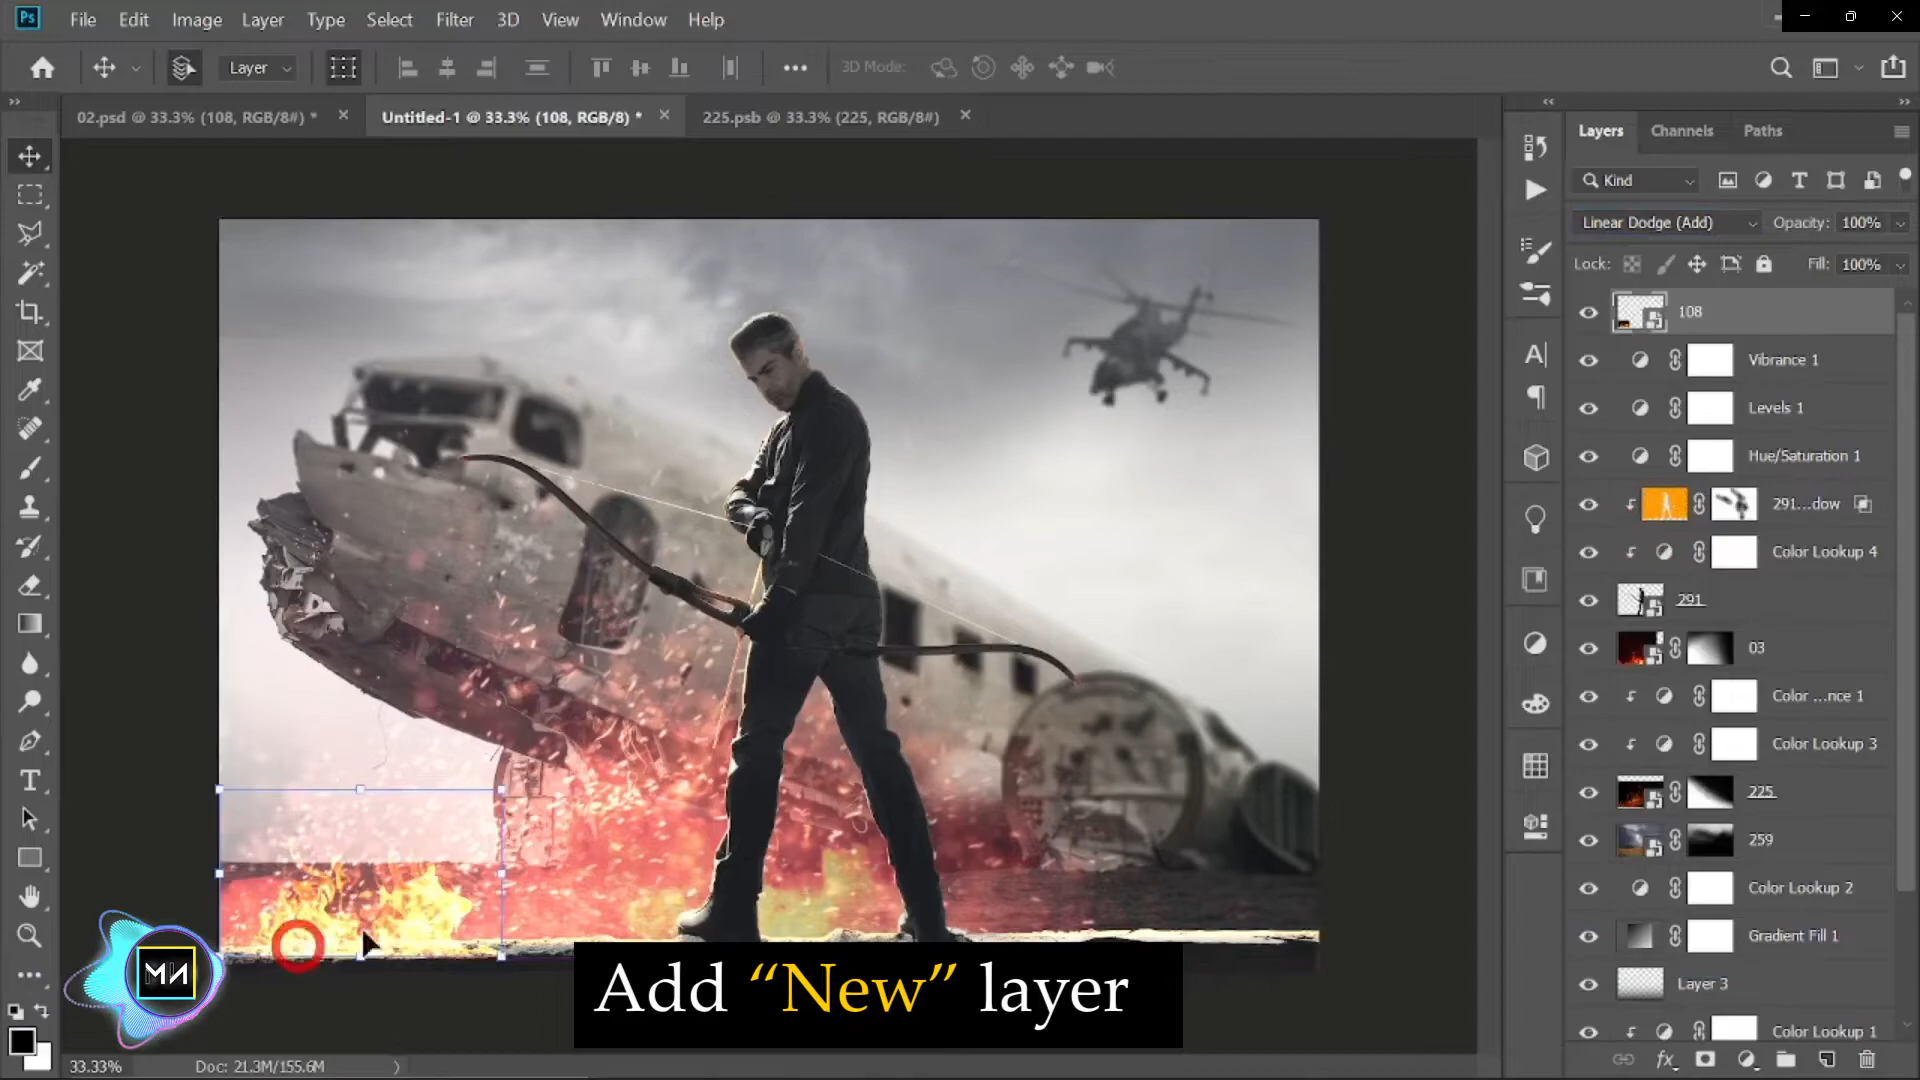 Ps File Edit Image Layer Type Select Filter 3D View Window Help
Layer 3D Mode:
02.psd @ 33.3% (108, RGB/8#) * Untitled-1 @ 33.3% (108, RGB/8) * 225.psb @ 33.3% (225, RGB/8#)
Layers Channels Paths
Kind
Linear Dodge (Add) Opacity: 100%
Lock: Fill: 100%
108
Vibrance 1
Levels 1
Hue/Saturation 1
291...dow
Color Lookup 4
291
03
Color ...nce 1
Color Lookup 3
225
259
Color Lookup 2
Gradient Fill 1
Layer 3
Color Lookup 1
Add “New” layer
33.33% Doc: 21.3M/155.6M